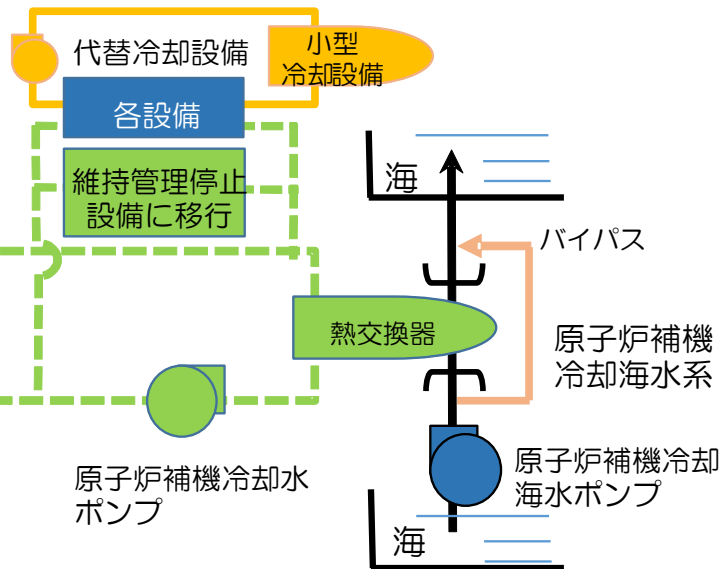 代替冷却設備
小型
冷却設備
各設備
維持管理停止
設備に移行
海
バイパス
熱交換器
原子炉補機
冷却海水系
原子炉補機冷却水
ポンプ
原子炉補機冷却
海水ポンプ
海